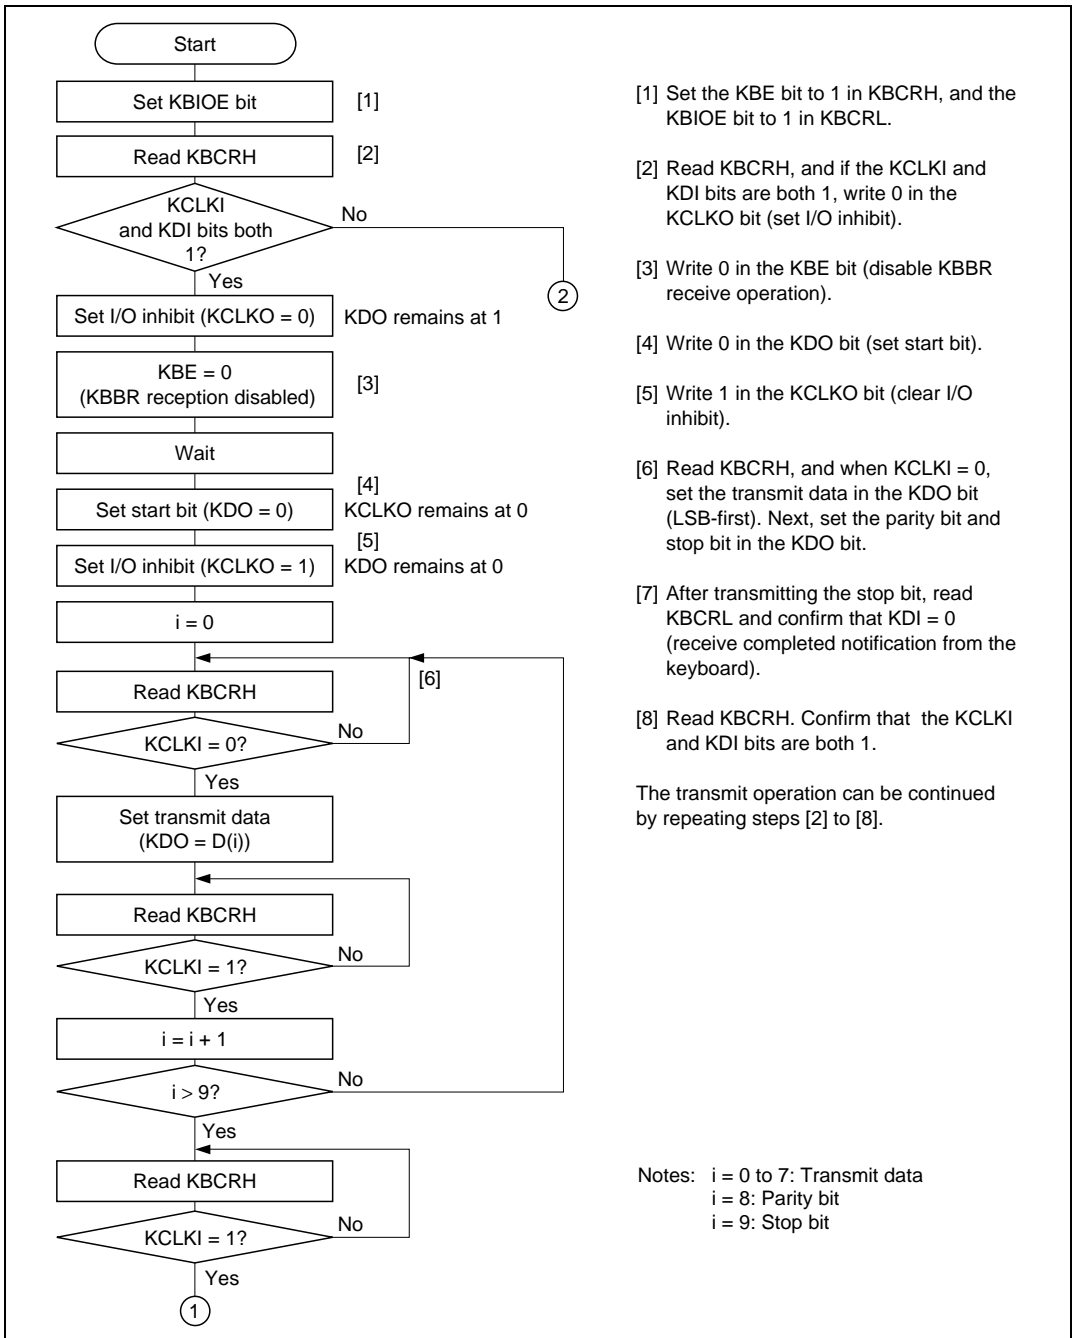 Start
Set KBIOE bit
[1]
Read KBCRH
[2]
KCLKI
and KDI bits both
1?
No
Yes
2
Set I/O inhibit (KCLKO = 0)
KDO remains at 1
KBE = 0
(KBBR reception disabled)
[3]
Wait
[4]
Set start bit (KDO = 0)
KCLKO remains at 0
[5]
Set I/O inhibit (KCLKO = 1)
KDO remains at 0
i = 0
Read KBCRH
[6]
KCLKI = 0?
No
Yes
Set transmit data
(KDO = D(i))
Read KBCRH
KCLKI = 1?
No
Yes
i = i + 1
i > 9?
No
Yes
Read KBCRH
KCLKI = 1?
No
Yes
1
[1] Set the KBE bit to 1 in KBCRH, and the
KBIOE bit to 1 in KBCRL.
[2] Read KBCRH, and if the KCLKI and
KDI bits are both 1, write 0 in the
KCLKO bit (set I/O inhibit).
[3] Write 0 in the KBE bit (disable KBBR
receive operation).
[4] Write 0 in the KDO bit (set start bit).
[5] Write 1 in the KCLKO bit (clear I/O
inhibit).
[6] Read KBCRH, and when KCLKI = 0,
set the transmit data in the KDO bit
(LSB-first). Next, set the parity bit and
stop bit in the KDO bit.
[7] After transmitting the stop bit, read
KBCRL and confirm that KDI = 0
(receive completed notification from the
keyboard).
[8] Read KBCRH. Confirm that the KCLKI
and KDI bits are both 1.
The transmit operation can be continued
by repeating steps [2] to [8].
Notes: i = 0 to 7: Transmit data
i = 8: Parity bit
i = 9: Stop bit